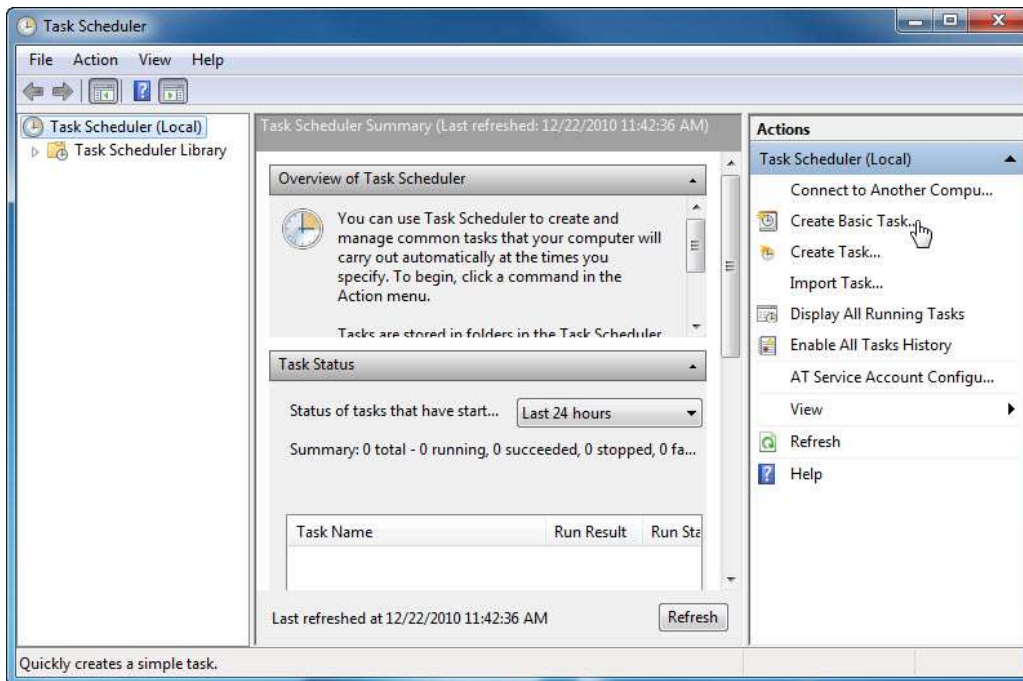 Task Scheduler
File Action View Help
Task Scheduler (Local)
Task Scheduler Library
Task Scheduler Summary (Last refreshed: 12/22/2010 11:42:36 AM)
Overview of Task Scheduler
You can use Task Scheduler to create and
manage common tasks that your computer will
carry out automatically at the times you
specify. To begin, click a command in the
Action menu.
Tasks are stored in folders in the Task Scheduler
Task Status
Status of tasks that have start... Last 24 hours
Summary: 0 total - 0 running, 0 succeeded, 0 stopped, 0 fa...
Task Name Run Result Run Sta
Last refreshed at 12/22/2010 11:42:36 AM Refresh
Actions
Task Scheduler (Local)
Connect to Another Compu...
Create Basic Task...
Create Task...
Import Task...
Display All Running Tasks
Enable All Tasks History
AT Service Account Configu...
View
Refresh
Help
Quickly creates a simple task.